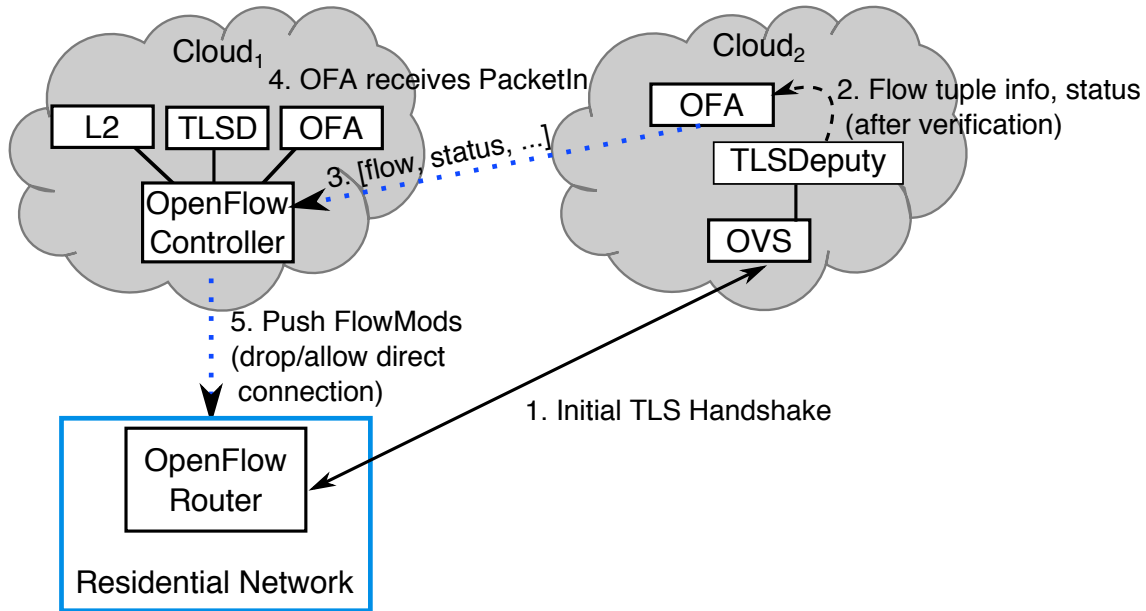 Cloud1
4. OFA receives PacketIn
L2
TLSD
OFA
OpenFlow
Controller
3. [flow, status, ...]
Cloud2
OFA
2. Flow tuple info, status
(after verification)
TLSDeputy
OVS
5. Push FlowMods
(drop/allow direct
connection)
1. Initial TLS Handshake
OpenFlow
Router
Residential Network